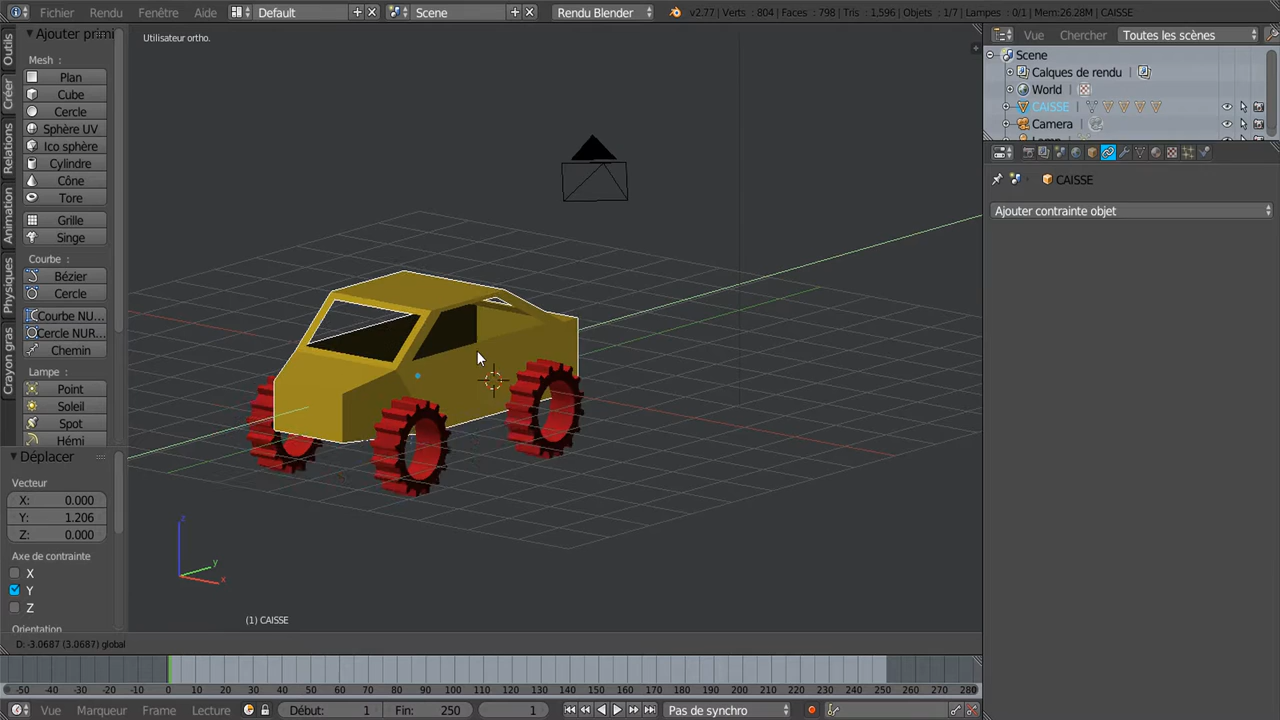 Fichier Rendu Fenêtre Aide Default Scene Rendu Blender v2.77 | Verts : 804 | Faces : 798 | Tris : 1,596 | Objets : 1/7 | Lampes : 0/1 | Mem:26.28M | CAISSE
Outils
Créer
Relations
Animation
Physiques
Crayon gras
Ajouter primi
Mesh :
Plan
Cube
Cercle
Sphère UV
Ico sphère
Cylindre
Cône
Tore
Grille
Singe
Courbe :
Bézier
Cercle
Courbe NU...
Cercle NUR...
Chemin
Lampe :
Point
Soleil
Spot
Hémi
Déplacer
Vecteur
X: 0.000
Y: 1.206
Z: 0.000
Axe de contrainte
X
Y
Z
Orientation
Utilisateur ortho.
z
y
x
(1) CAISSE
D: -3.0687 (3.0687) global
Vue Chercher Toutes les scènes
Scene
Calques de rendu
World
CAISSE
Camera
CAISSE
Ajouter contrainte objet
-50 -40 -30 -20 -10 0 10 20 30 40 50 60 70 80 90 100 110 120 130 140 150 160 170 180 190 200 210 220 230 240 250 260 270 280
Vue Marqueur Frame Lecture Début: 1 Fin: 250 1 Pas de synchro